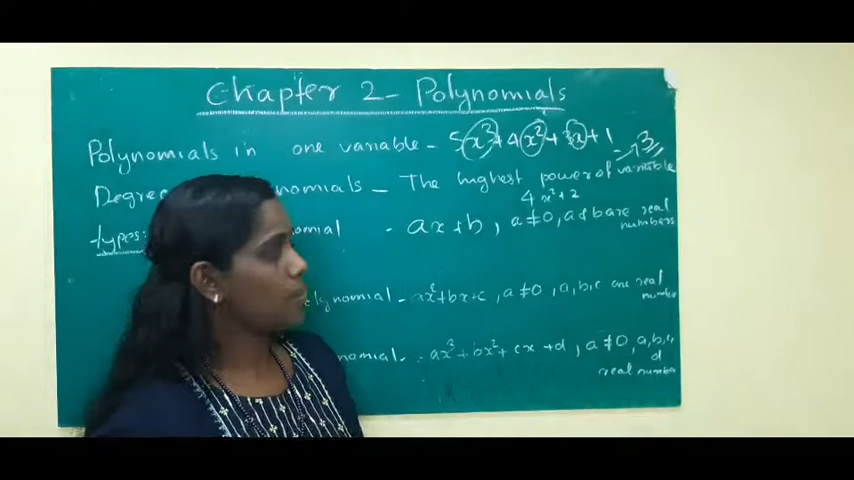 Chapter 2 - Polynomials
Polynomials in one variable - 5x³+4x²+3x+1 → 3
Degree nomials - The highest power of variable
4x²+2
types: nomial - ax+b, a≠0, a & b are real numbers
lynomial - ax²+bx+c, a≠0, a,b,c are real number
nomial - ax³+bx²+cx+d, a≠0, a,b,c, d real number